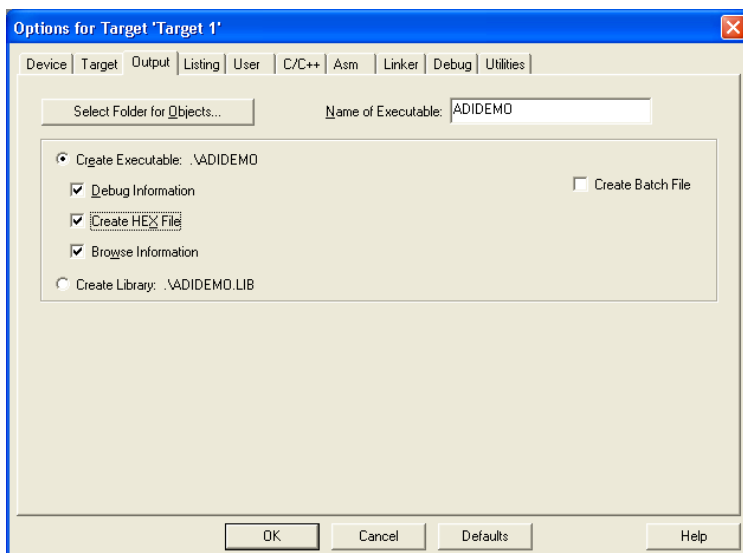 Options for Target 'Target 1'
Device Target Output Listing User C/C++ Asm Linker Debug Utilities
Select Folder for Objects... Name of Executable: ADIDEMO
Create Executable: .\ADIDEMO
Debug Information Create Batch File
Create HEX File
Browse Information
Create Library: .\ADIDEMO.LIB
OK Cancel Defaults Help